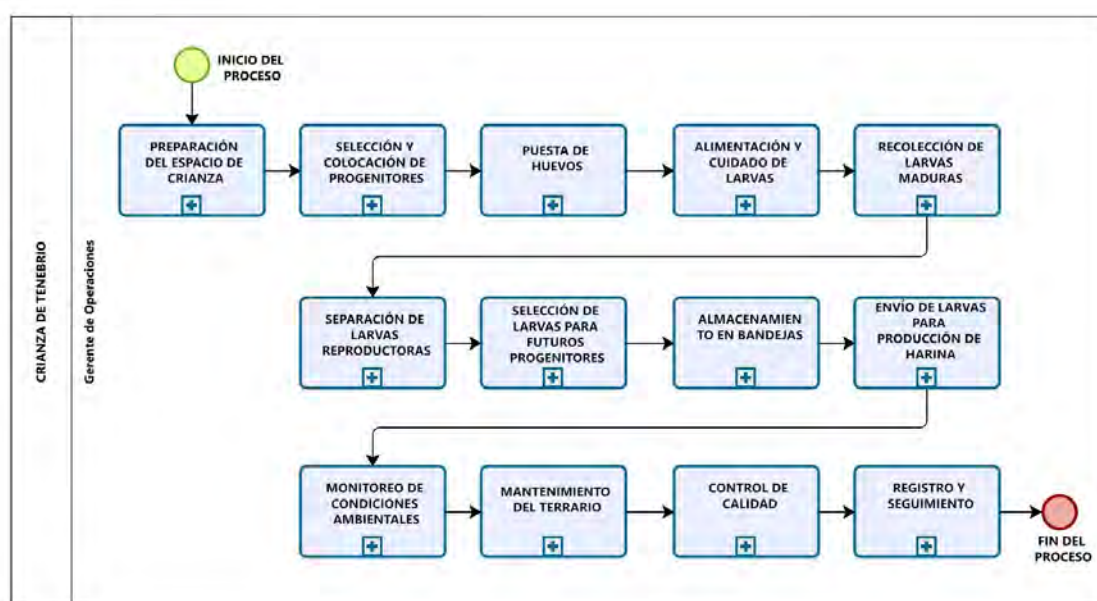 CRIANZA DE TENEBRIO
Gerente de Operaciones
INICIO DEL
PROCESO
PREPARACIÓN
DEL ESPACIO DE
CRIANZA
SELECCIÓN Y
COLOCACIÓN DE
PROGENITORES
PUESTA DE
HUEVOS
ALIMENTACIÓN Y
CUIDADO DE
LARVAS
RECOLECCIÓN DE
LARVAS
MADURAS
SEPARACIÓN DE
LARVAS
REPRODUCTORAS
SELECCIÓN DE
LARVAS PARA
FUTUROS
PROGENITORES
ALMACENAMIEN
TO EN BANDEJAS
ENVÍO DE LARVAS
PARA
PRODUCCIÓN DE
HARINA
MONITOREO DE
CONDICIONES
AMBIENTALES
MANTENIMIENTO
DEL TERRARIO
CONTROL DE
CALIDAD
REGISTRO Y
SEGUIMIENTO
FIN DEL
PROCESO